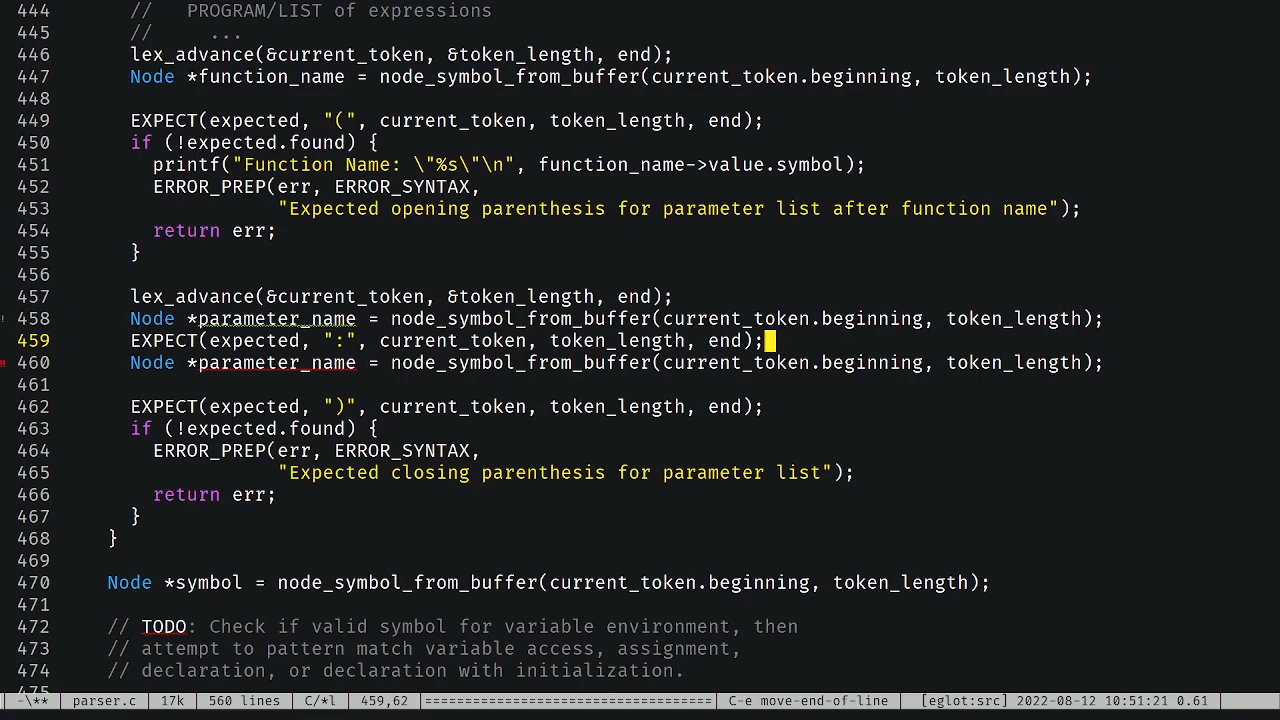 444       //   PROGRAM/LIST of expressions
445       //     ...
446       lex_advance(&current_token, &token_length, end);
447       Node *function_name = node_symbol_from_buffer(current_token.beginning, token_length);
448
449       EXPECT(expected, "(", current_token, token_length, end);
450       if (!expected.found) {
451         printf("Function Name: \"%s\"\n", function_name->value.symbol);
452         ERROR_PREP(err, ERROR_SYNTAX,
453                    "Expected opening parenthesis for parameter list after function name");
454         return err;
455       }
456
457       lex_advance(&current_token, &token_length, end);
! 458       Node *parameter_name = node_symbol_from_buffer(current_token.beginning, token_length);
459       EXPECT(expected, ":", current_token, token_length, end);
‼ 460       Node *parameter_name = node_symbol_from_buffer(current_token.beginning, token_length);
461
462       EXPECT(expected, ")", current_token, token_length, end);
463       if (!expected.found) {
464         ERROR_PREP(err, ERROR_SYNTAX,
465                    "Expected closing parenthesis for parameter list");
466         return err;
467       }
468     }
469
470     Node *symbol = node_symbol_from_buffer(current_token.beginning, token_length);
471
472     // TODO: Check if valid symbol for variable environment, then
473     // attempt to pattern match variable access, assignment,
474     // declaration, or declaration with initialization.
475
-\** parser.c 17k 560 lines C/*l 459,62 ================================== C-e move-end-of-line [eglot:src] 2022-08-12 10:51:21 0.61